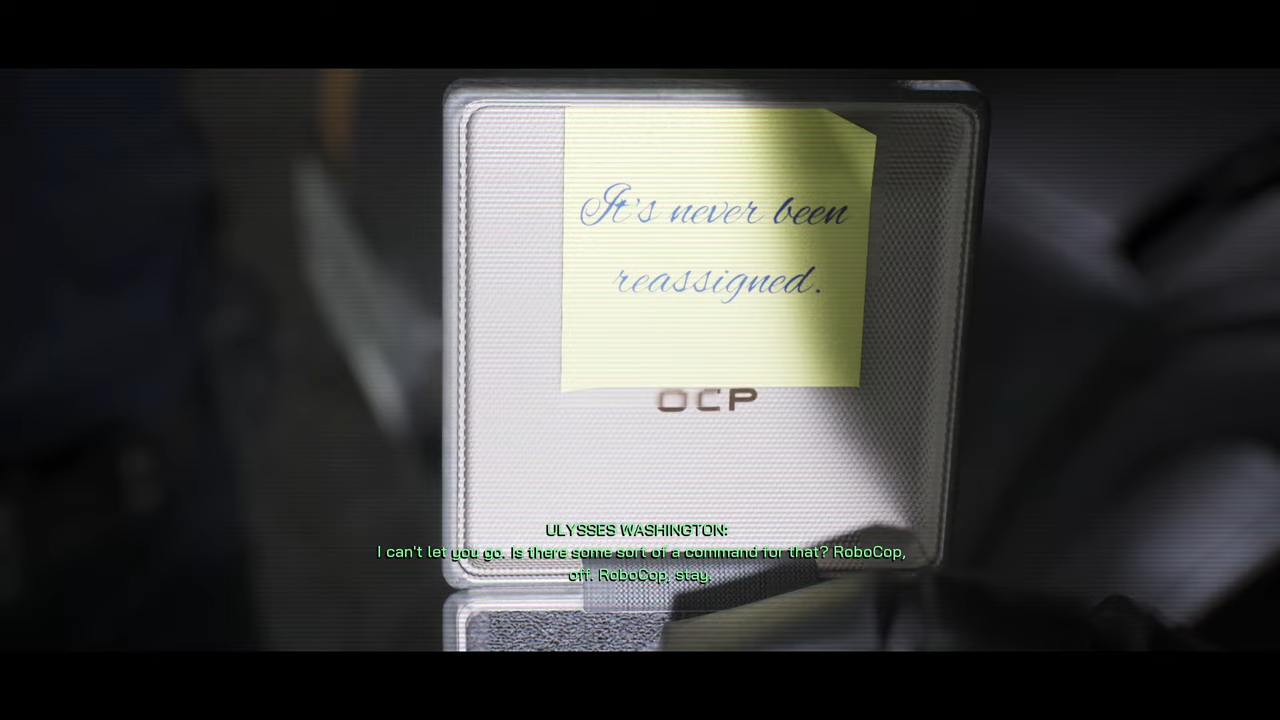 It's never been
reassigned.
OCP
ULYSSES WASHINGTON:
I can't let you go. Is there some sort of a command for that? RoboCop,
off. RoboCop, stay.